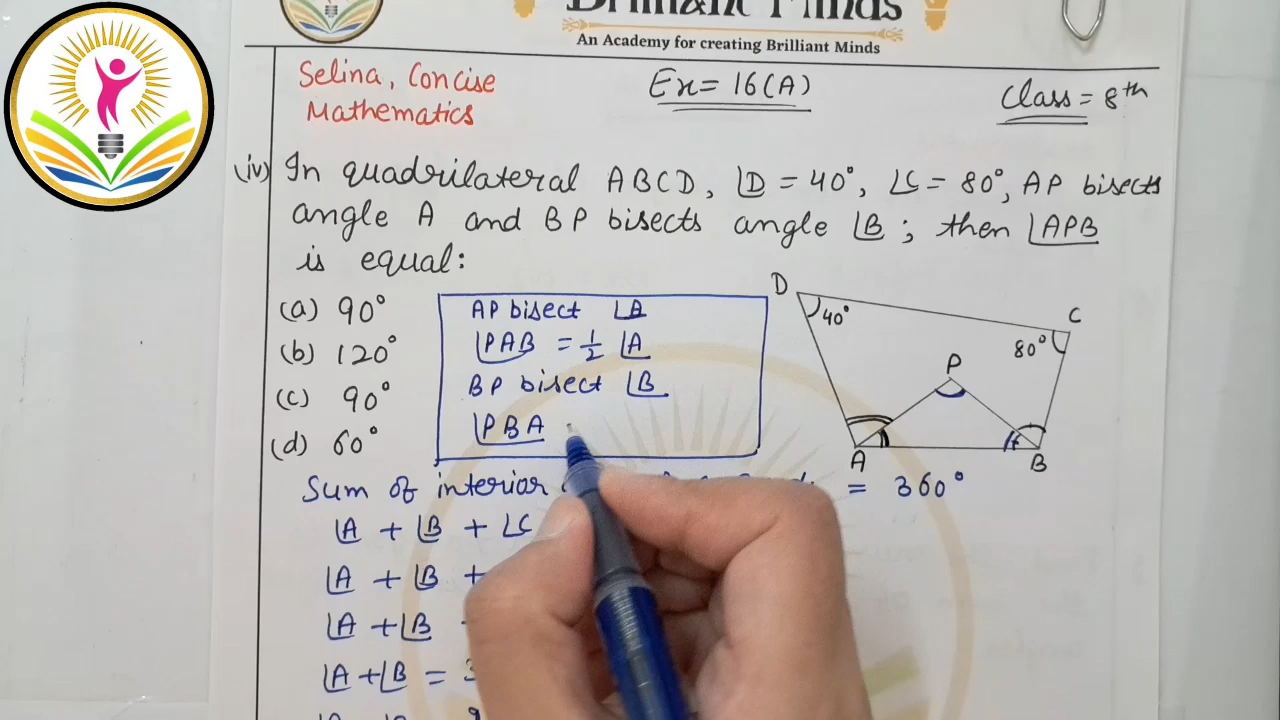 An Academy for creating Brilliant Minds
Selina, Concise
Mathematics
Ex= 16(A)
Class = 8th
(iv) In quadrilateral ABCD, ∠D = 40°, ∠C = 80°, AP bisects
angle A and BP bisects angle ∠B ; then ∠APB
is equal:
(a) 90°
(b) 120°
(c) 90°
(d) 60°
AP bisect ∠A
∠PAB = 1/2 ∠A
BP bisect ∠B
∠PBA
D
40°
C
80°
P
A
B
Sum of interior = 360°
∠A + ∠B + ∠C
∠A + ∠B +
∠A + ∠B
∠A + ∠B = 3